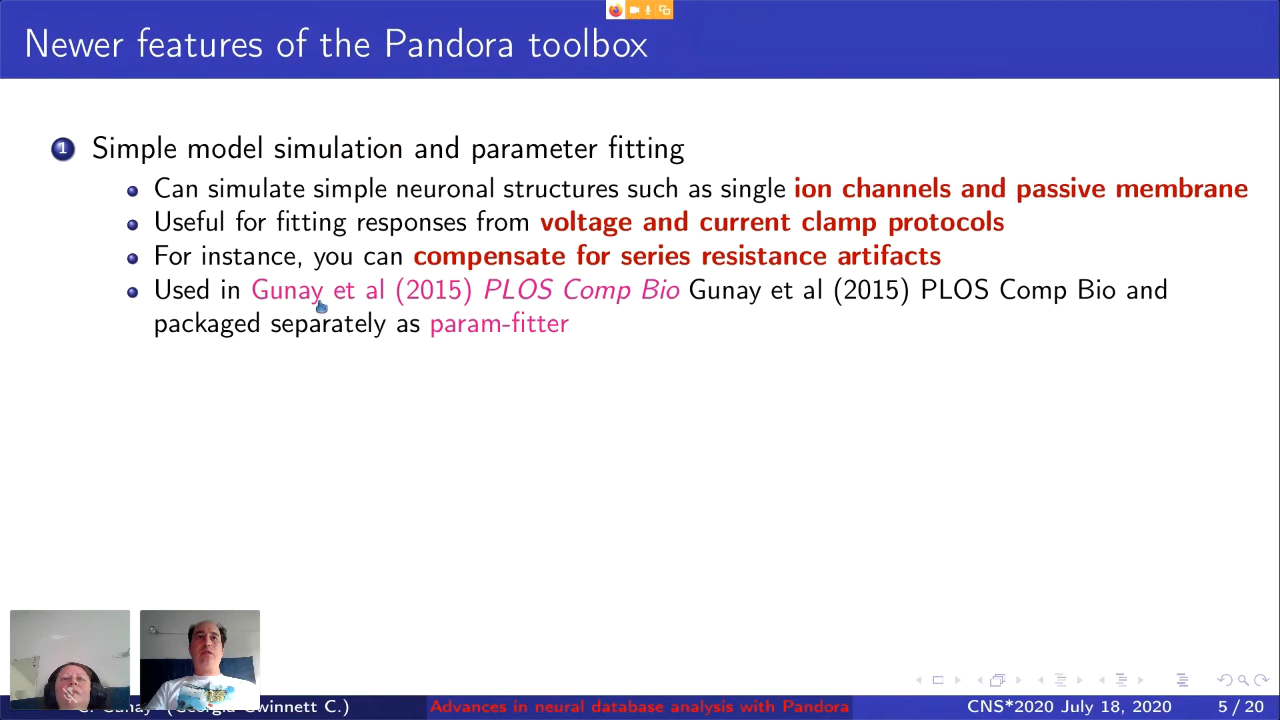 Newer features of the Pandora toolbox
1 Simple model simulation and parameter fitting
Can simulate simple neuronal structures such as single ion channels and passive membrane
Useful for fitting responses from voltage and current clamp protocols
For instance, you can compensate for series resistance artifacts
Used in Gunay et al (2015) PLOS Comp Bio Gunay et al (2015) PLOS Comp Bio and
packaged separately as param-fitter
C. Gunay (Georgia Gwinnett C.) Advances in neural database analysis with Pandora CNS*2020 July 18, 2020 5 / 20